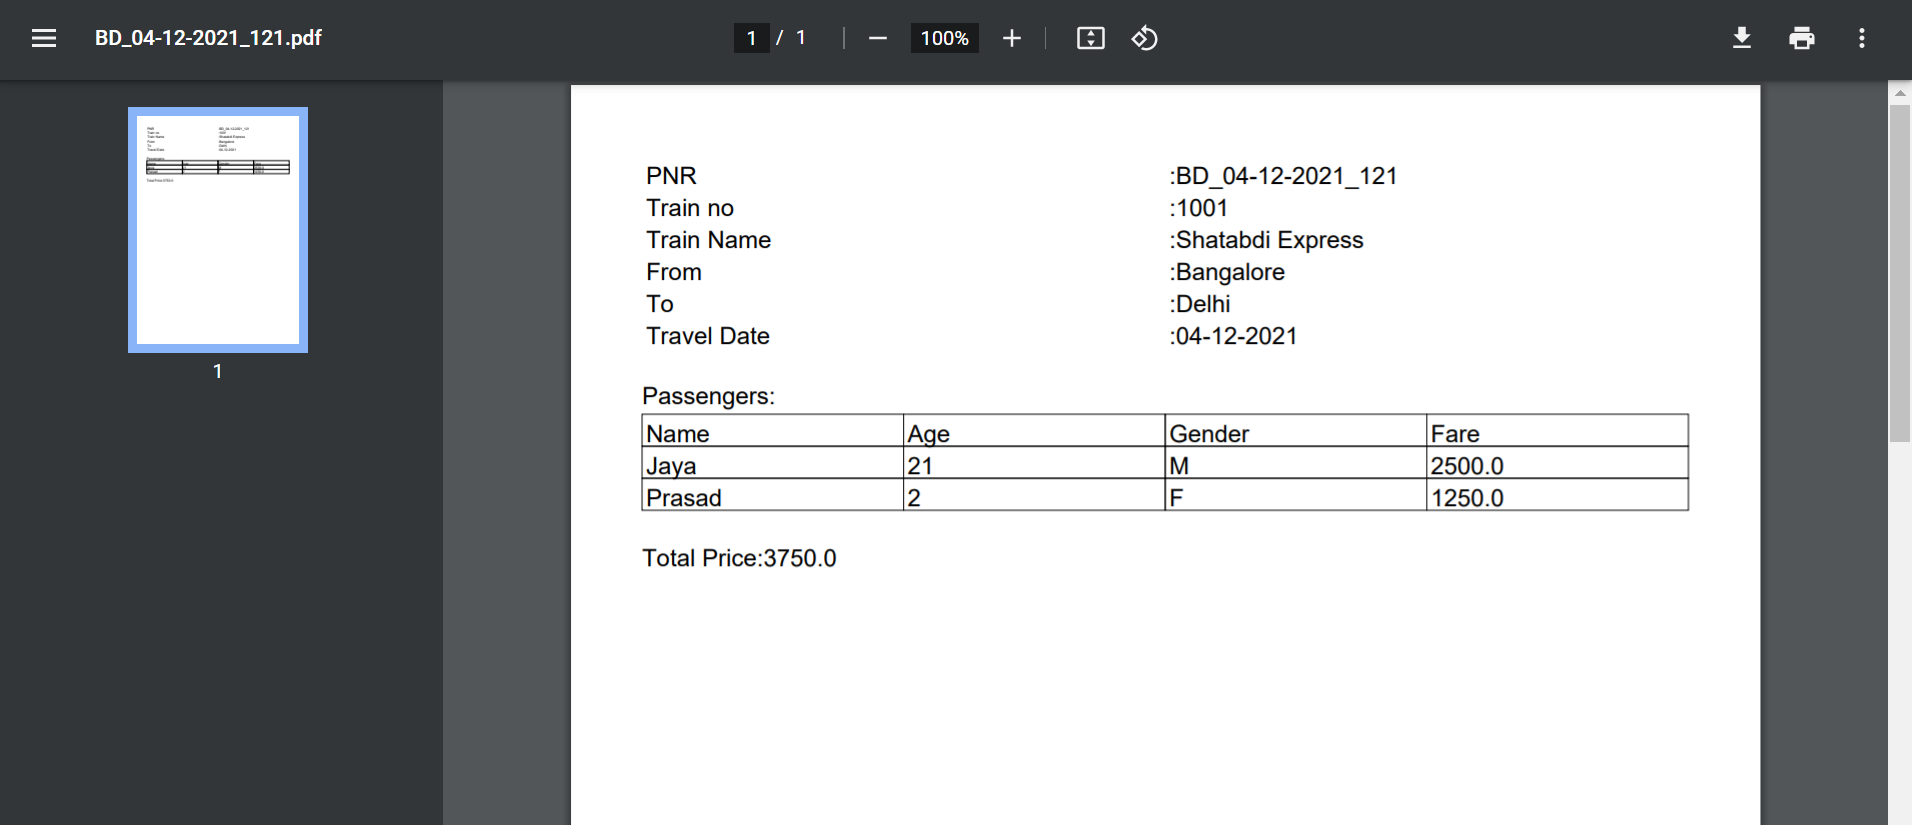 BD_04-12-2021_121.pdf
1 / 1
100%
1
PNR :BD_04-12-2021_121
Train no :1001
Train Name :Shatabdi Express
From :Bangalore
To :Delhi
Travel Date :04-12-2021
Passengers:
Name Age Gender Fare
Jaya 21 M 2500.0
Prasad 2 F 1250.0
Total Price:3750.0